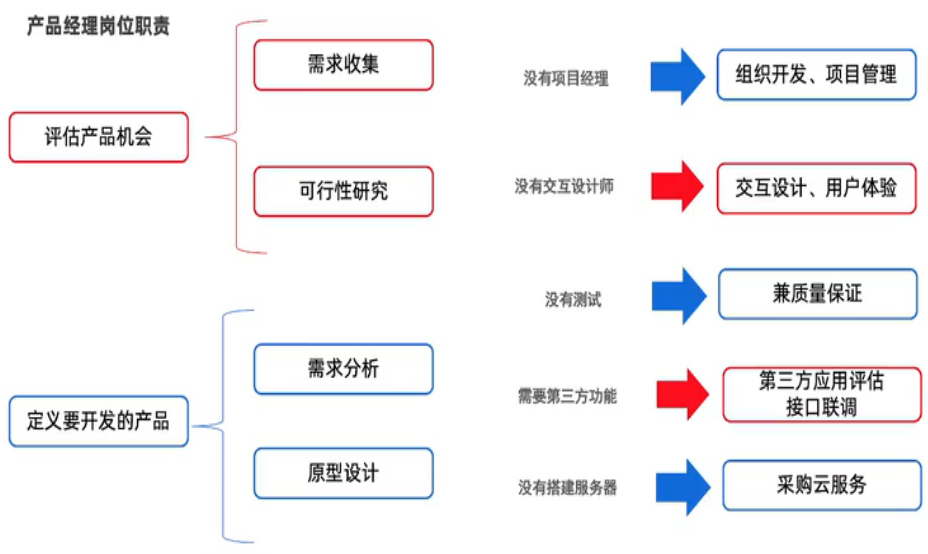 产品经理岗位职责
评估产品机会
需求收集
可行性研究
定义要开发的产品
需求分析
原型设计
没有项目经理
组织开发、项目管理
没有交互设计师
交互设计、用户体验
没有测试
兼质量保证
需要第三方功能
第三方应用评估
接口联调
没有搭建服务器
采购云服务